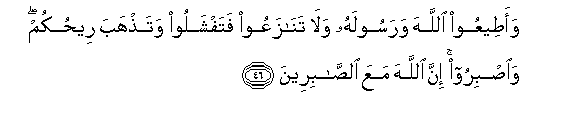 وَأَطِيعُوا۟ ٱللَّهَ وَرَسُولَهُۥ وَلَا تَنَـٰزَعُوا۟ فَتَفْشَلُوا۟ وَتَذْهَبَ رِيحُكُمْ ۖ
وَٱصْبِرُوٓا۟ ۚ إِنَّ ٱللَّهَ مَعَ ٱلصَّـٰبِرِينَ ٤٦